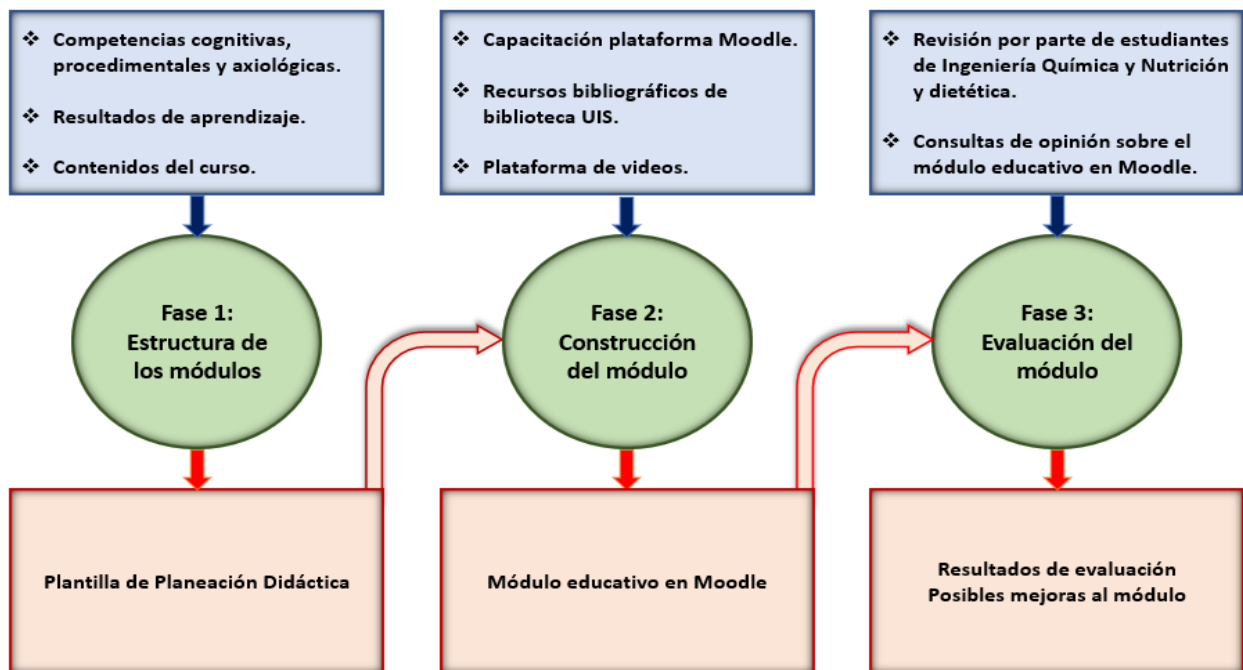 ❖ Competencias cognitivas,
procedimentales y axiológicas.
❖ Resultados de aprendizaje.
❖ Contenidos del curso.
❖ Capacitación plataforma Moodle.
❖ Recursos bibliográficos de
biblioteca UIS.
❖ Plataforma de videos.
❖ Revisión por parte de estudiantes
de Ingeniería Química y Nutrición
y dietética.
❖ Consultas de opinión sobre el
módulo educativo en Moodle.
Fase 1:
Estructura de
los módulos
Fase 2:
Construcción
del módulo
Fase 3:
Evaluación del
módulo
Plantilla de Planeación Didáctica
Módulo educativo en Moodle
Resultados de evaluación
Posibles mejoras al módulo